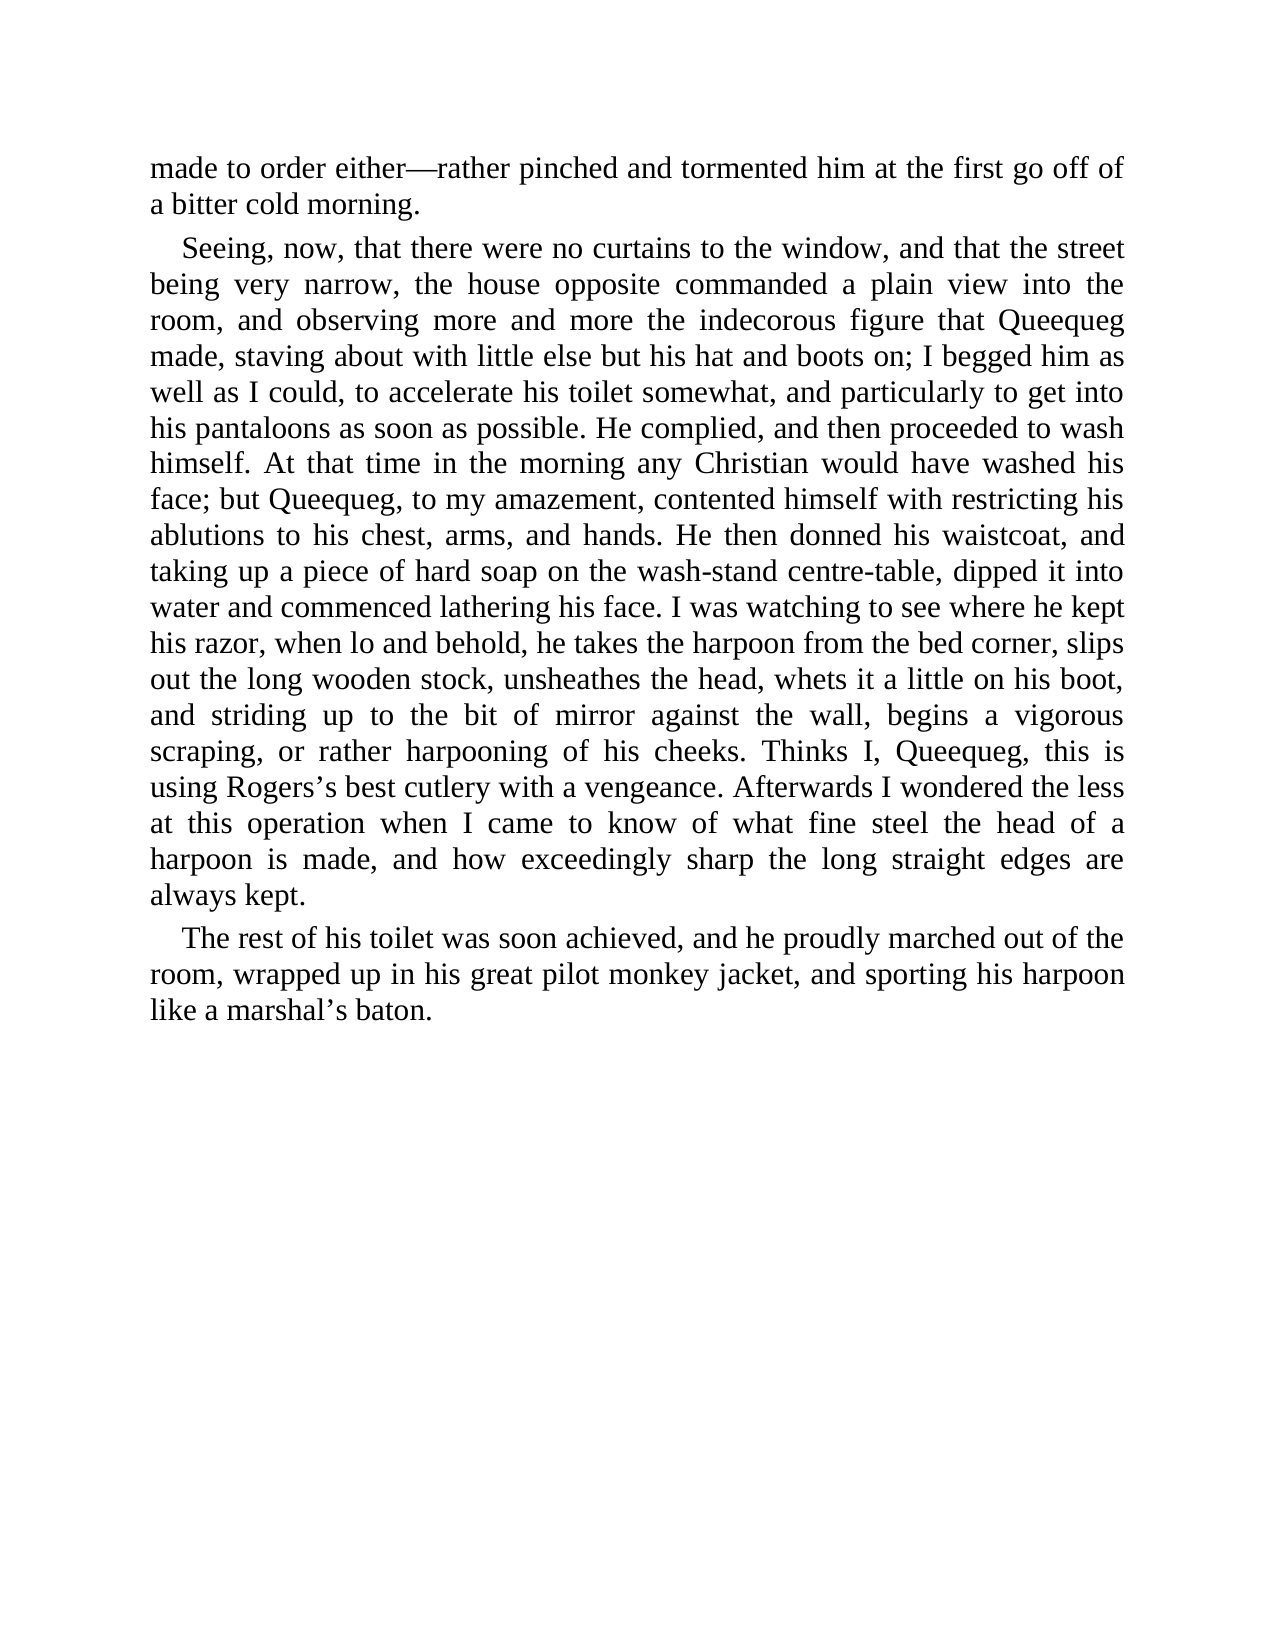 made to order either—rather pinched and tormented him at the first go off of
a bitter cold morning.
Seeing, now, that there were no curtains to the window, and that the street
being very narrow, the house opposite commanded a plain view into the
room, and observing more and more the indecorous figure that Queequeg
made, staving about with little else but his hat and boots on; I begged him as
well as I could, to accelerate his toilet somewhat, and particularly to get into
his pantaloons as soon as possible. He complied, and then proceeded to wash
himself. At that time in the morning any Christian would have washed his
face; but Queequeg, to my amazement, contented himself with restricting his
ablutions to his chest, arms, and hands. He then donned his waistcoat, and
taking up a piece of hard soap on the wash-stand centre-table, dipped it into
water and commenced lathering his face. I was watching to see where he kept
his razor, when lo and behold, he takes the harpoon from the bed corner, slips
out the long wooden stock, unsheathes the head, whets it a little on his boot,
and striding up to the bit of mirror against the wall, begins a vigorous
scraping, or rather harpooning of his cheeks. Thinks I, Queequeg, this is
using Rogers’s best cutlery with a vengeance. Afterwards I wondered the less
at this operation when I came to know of what fine steel the head of a
harpoon is made, and how exceedingly sharp the long straight edges are
always kept.
The rest of his toilet was soon achieved, and he proudly marched out of the
room, wrapped up in his great pilot monkey jacket, and sporting his harpoon
like a marshal’s baton.